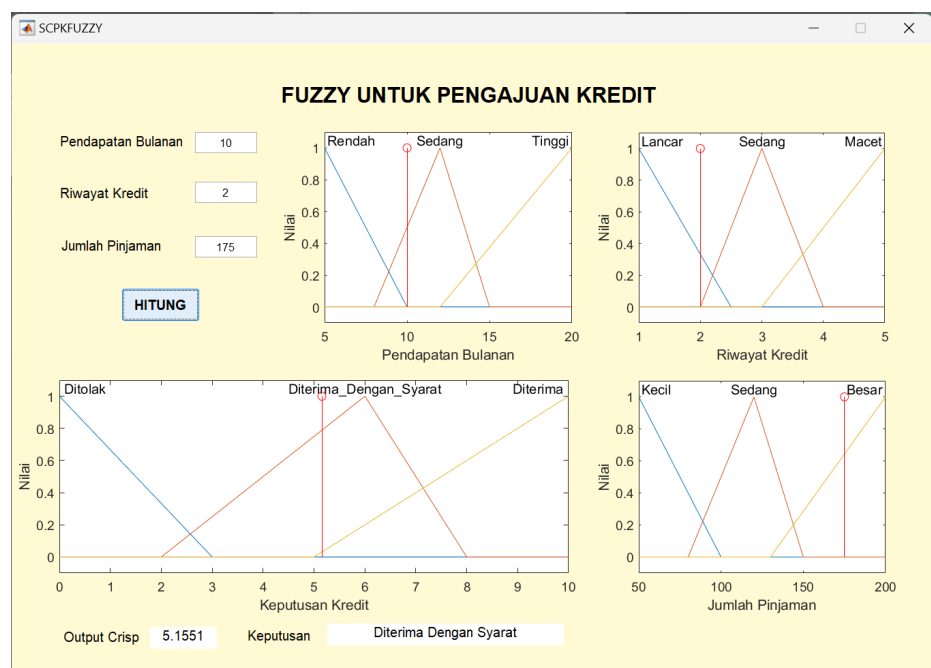 SCPKFUZZY
FUZZY UNTUK PENGAJUAN KREDIT
Pendapatan Bulanan 10
Riwayat Kredit 2
Jumlah Pinjaman 175
HITUNG
Rendah Sedang Tinggi
1
0.8
0.6
0.4
0.2
0
Nilai
5 10 15 20
Pendapatan Bulanan
Lancar Sedang Macet
1
0.8
0.6
0.4
0.2
0
Nilai
1 2 3 4 5
Riwayat Kredit
Ditolak Diterima_Dengan_Syarat Diterima
1
0.8
0.6
0.4
0.2
0
Nilai
0 1 2 3 4 5 6 7 8 9 10
Keputusan Kredit
Kecil Sedang Besar
1
0.8
0.6
0.4
0.2
0
Nilai
50 100 150 200
Jumlah Pinjaman
Output Crisp 5.1551 Keputusan Diterima Dengan Syarat